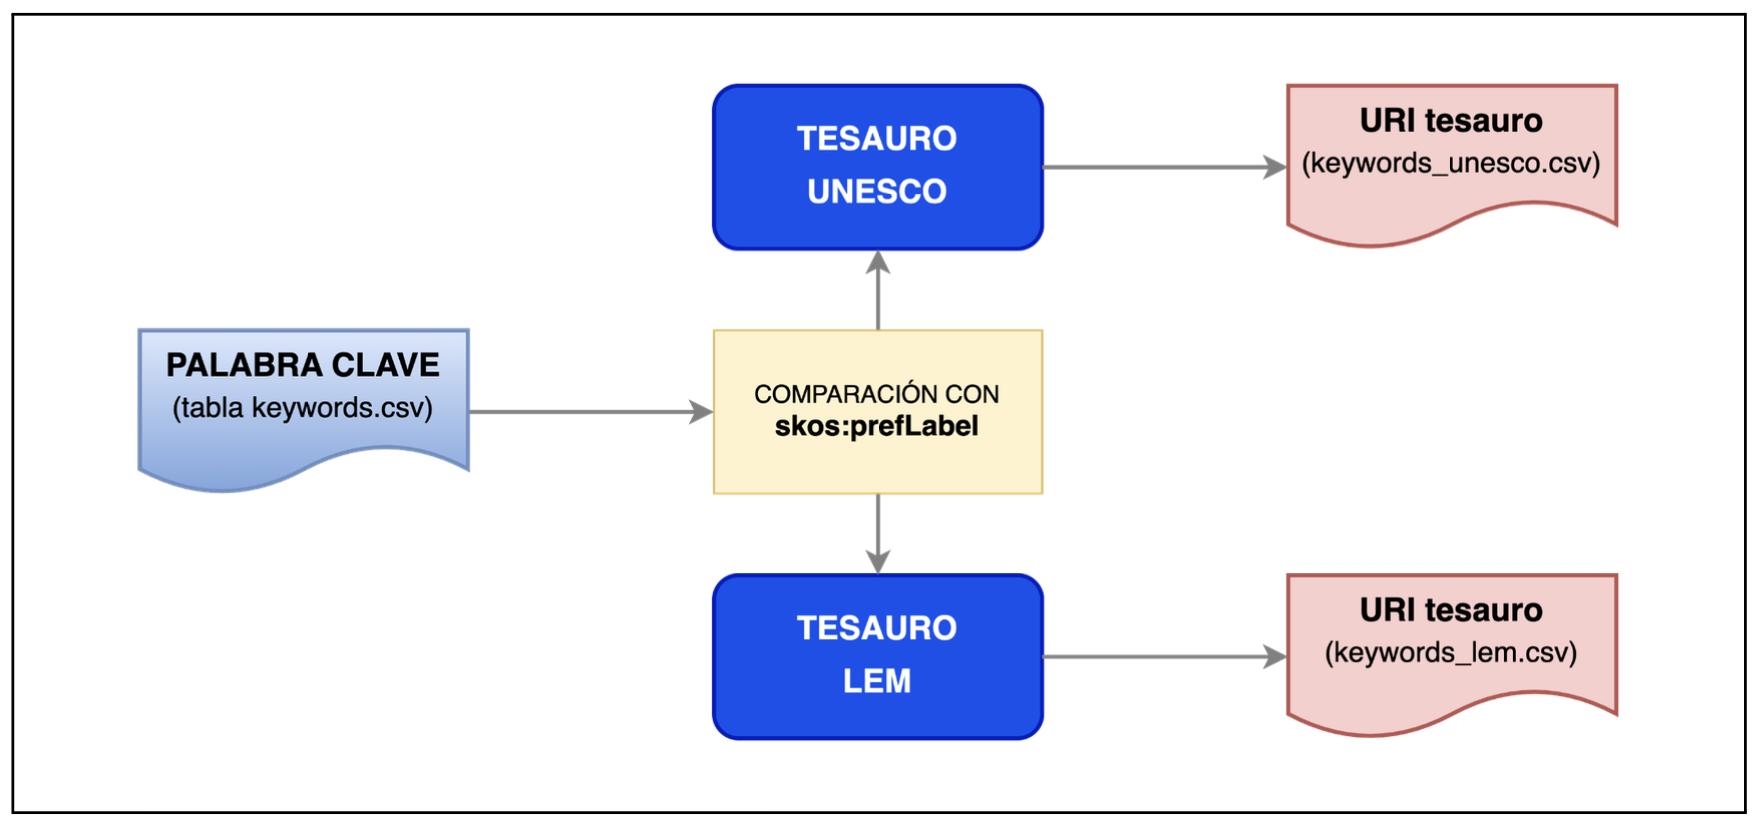 TESAURO
UNESCO
URI tesauro
(keywords_unesco.csv)
PALABRA CLAVE
(tabla keywords.csv)
COMPARACIÓN CON
skos:prefLabel
TESAURO
LEM
URI tesauro
(keywords_lem.csv)